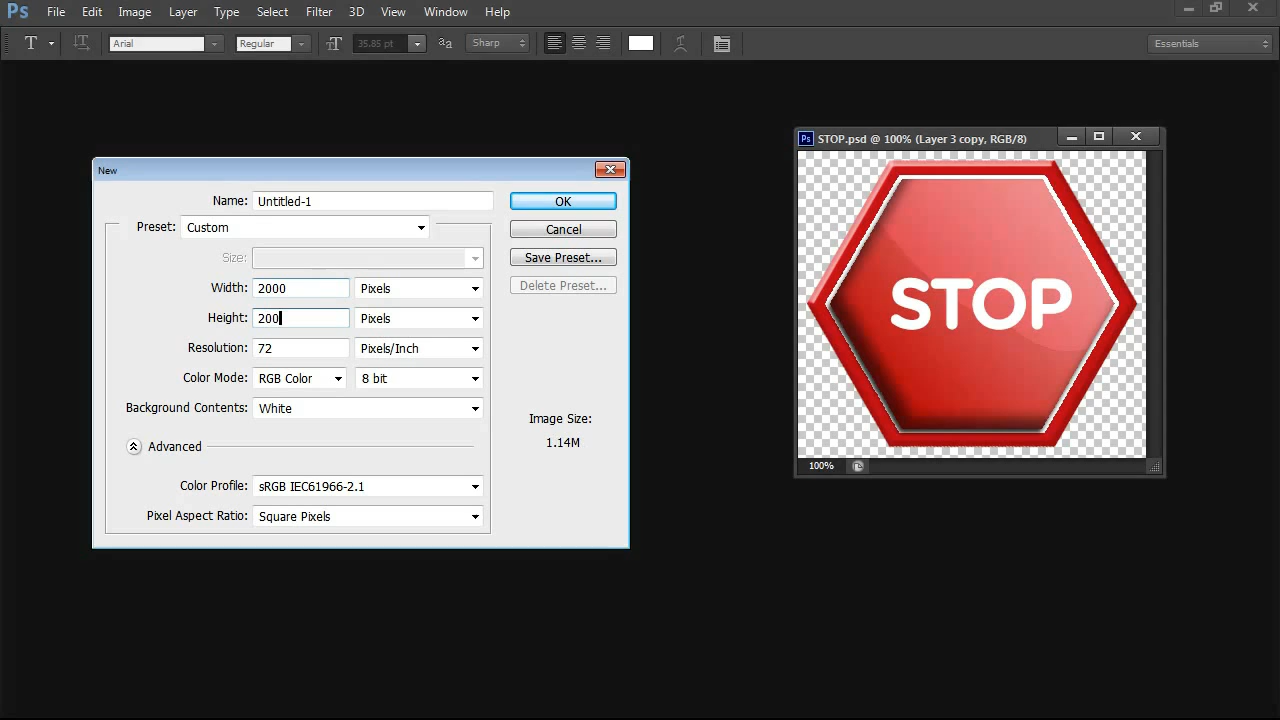 Ps File Edit Image Layer Type Select Filter 3D View Window Help
T T Arial Regular TT 35.85 pt aa Sharp Essentials
Ps STOP.psd @ 100% (Layer 3 copy, RGB/8)
New
Name: Untitled-1 OK
Preset: Custom Cancel
Size: Save Preset...
Width: 2000 Pixels Delete Preset...
Height: 200 Pixels
Resolution: 72 Pixels/Inch
Color Mode: RGB Color 8 bit
Background Contents: White
Image Size:
1.14M
Advanced
Color Profile: sRGB IEC61966-2.1
Pixel Aspect Ratio: Square Pixels
STOP
100%